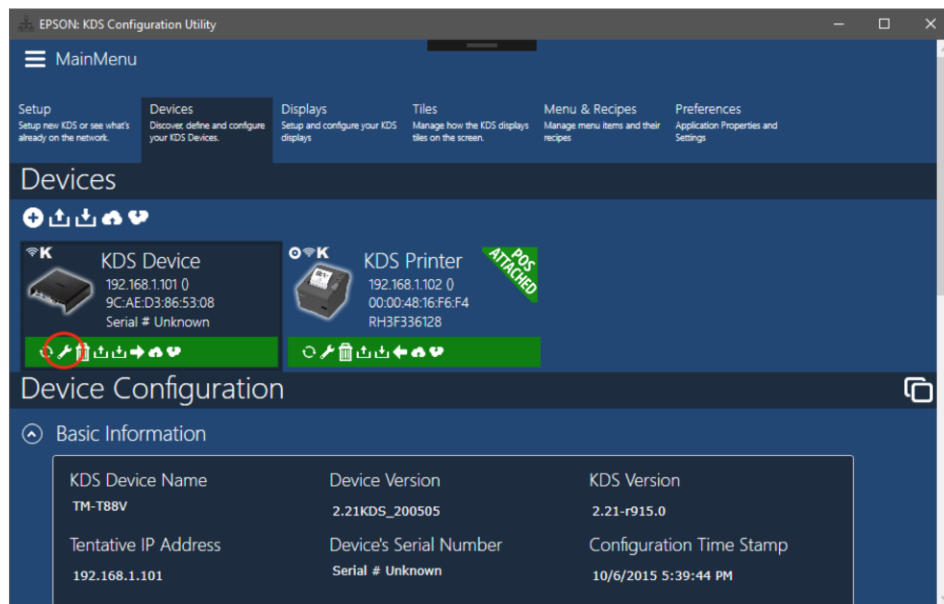 EPSON: KDS Configuration Utility
MainMenu
Setup
Setup new KDS or see what's
already on the network.
Devices
Discover, define and configure
your KDS Devices.
Displays
Setup and configure your KDS
displays
Tiles
Manage how the KDS displays
tiles on the screen.
Menu & Recipes
Manage menu items and their
recipes
Preferences
Application Properties and
Settings
Devices
K
KDS Device
192.168.1.101 ()
9C:AE:D3:86:53:08
Serial # Unknown
K
KDS Printer
192.168.1.102 ()
00:00:48:16:F6:F4
RH3F336128
POS
ATTACHED
Device Configuration
Basic Information
KDS Device Name
TM-T88V
Device Version
2.21KDS_200505
KDS Version
2.21-r915.0
Tentative IP Address
192.168.1.101
Device's Serial Number
Serial # Unknown
Configuration Time Stamp
10/6/2015 5:39:44 PM